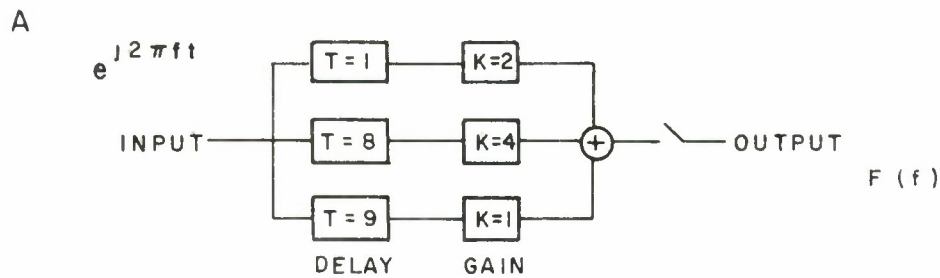 A
e^j2πft
T = 1 K=2
INPUT T = 8 K=4 + OUTPUT
F (f)
T = 9 K=1
DELAY GAIN